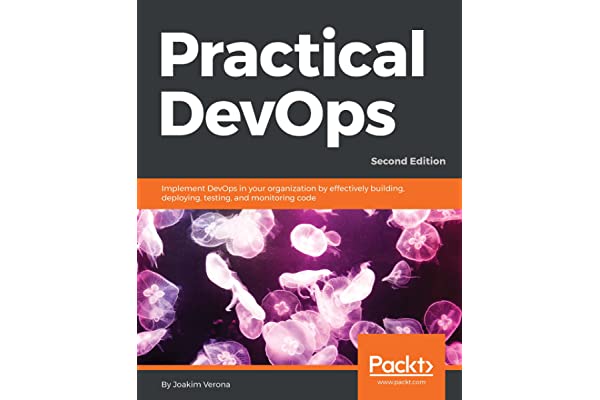 Practical
DevOps
Second Edition
Implement DevOps in your organization by effectively building,
deploying, testing, and monitoring code
Packt>
www.packt.com
By Joakim Verona